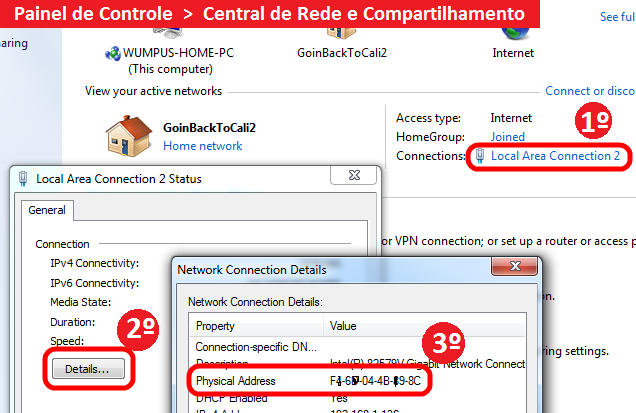 Painel de Controle > Central de Rede e Compartilhamento
See ful
aring
WUMPUS-HOME-PC
(This computer)
GoinBackToCali2
Internet
View your active networks
Connect or disco
GoinBackToCali2
Home network
Access type: Internet
HomeGroup: Joined
Connections: Local Area Connection 2
1º
Local Area Connection 2 Status
General
Connection
IPv4 Connectivity:
IPv6 Connectivity:
Media State:
Duration:
Speed:
Details...
2º
or VPN connection; or set up a router or access p
on.
ring settings.
Network Connection Details
Network Connection Details:
Property Value
Connection-specific DN...
Description Intel(R) 82579V Gigabit Network Connect
Physical Address -04-4B- -8C
DHCP Enabled Yes
IPv4 Address 192.168.1.126
3º